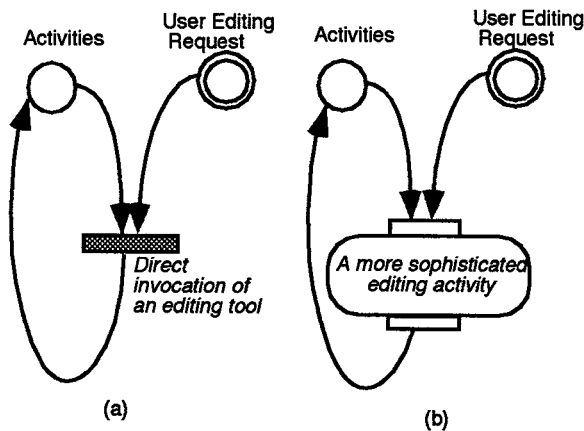 Activities
User Editing
Request
Direct
invocation of
an editing tool
(a)
Activities
User Editing
Request
A more sophisticated
editing activity
(b)